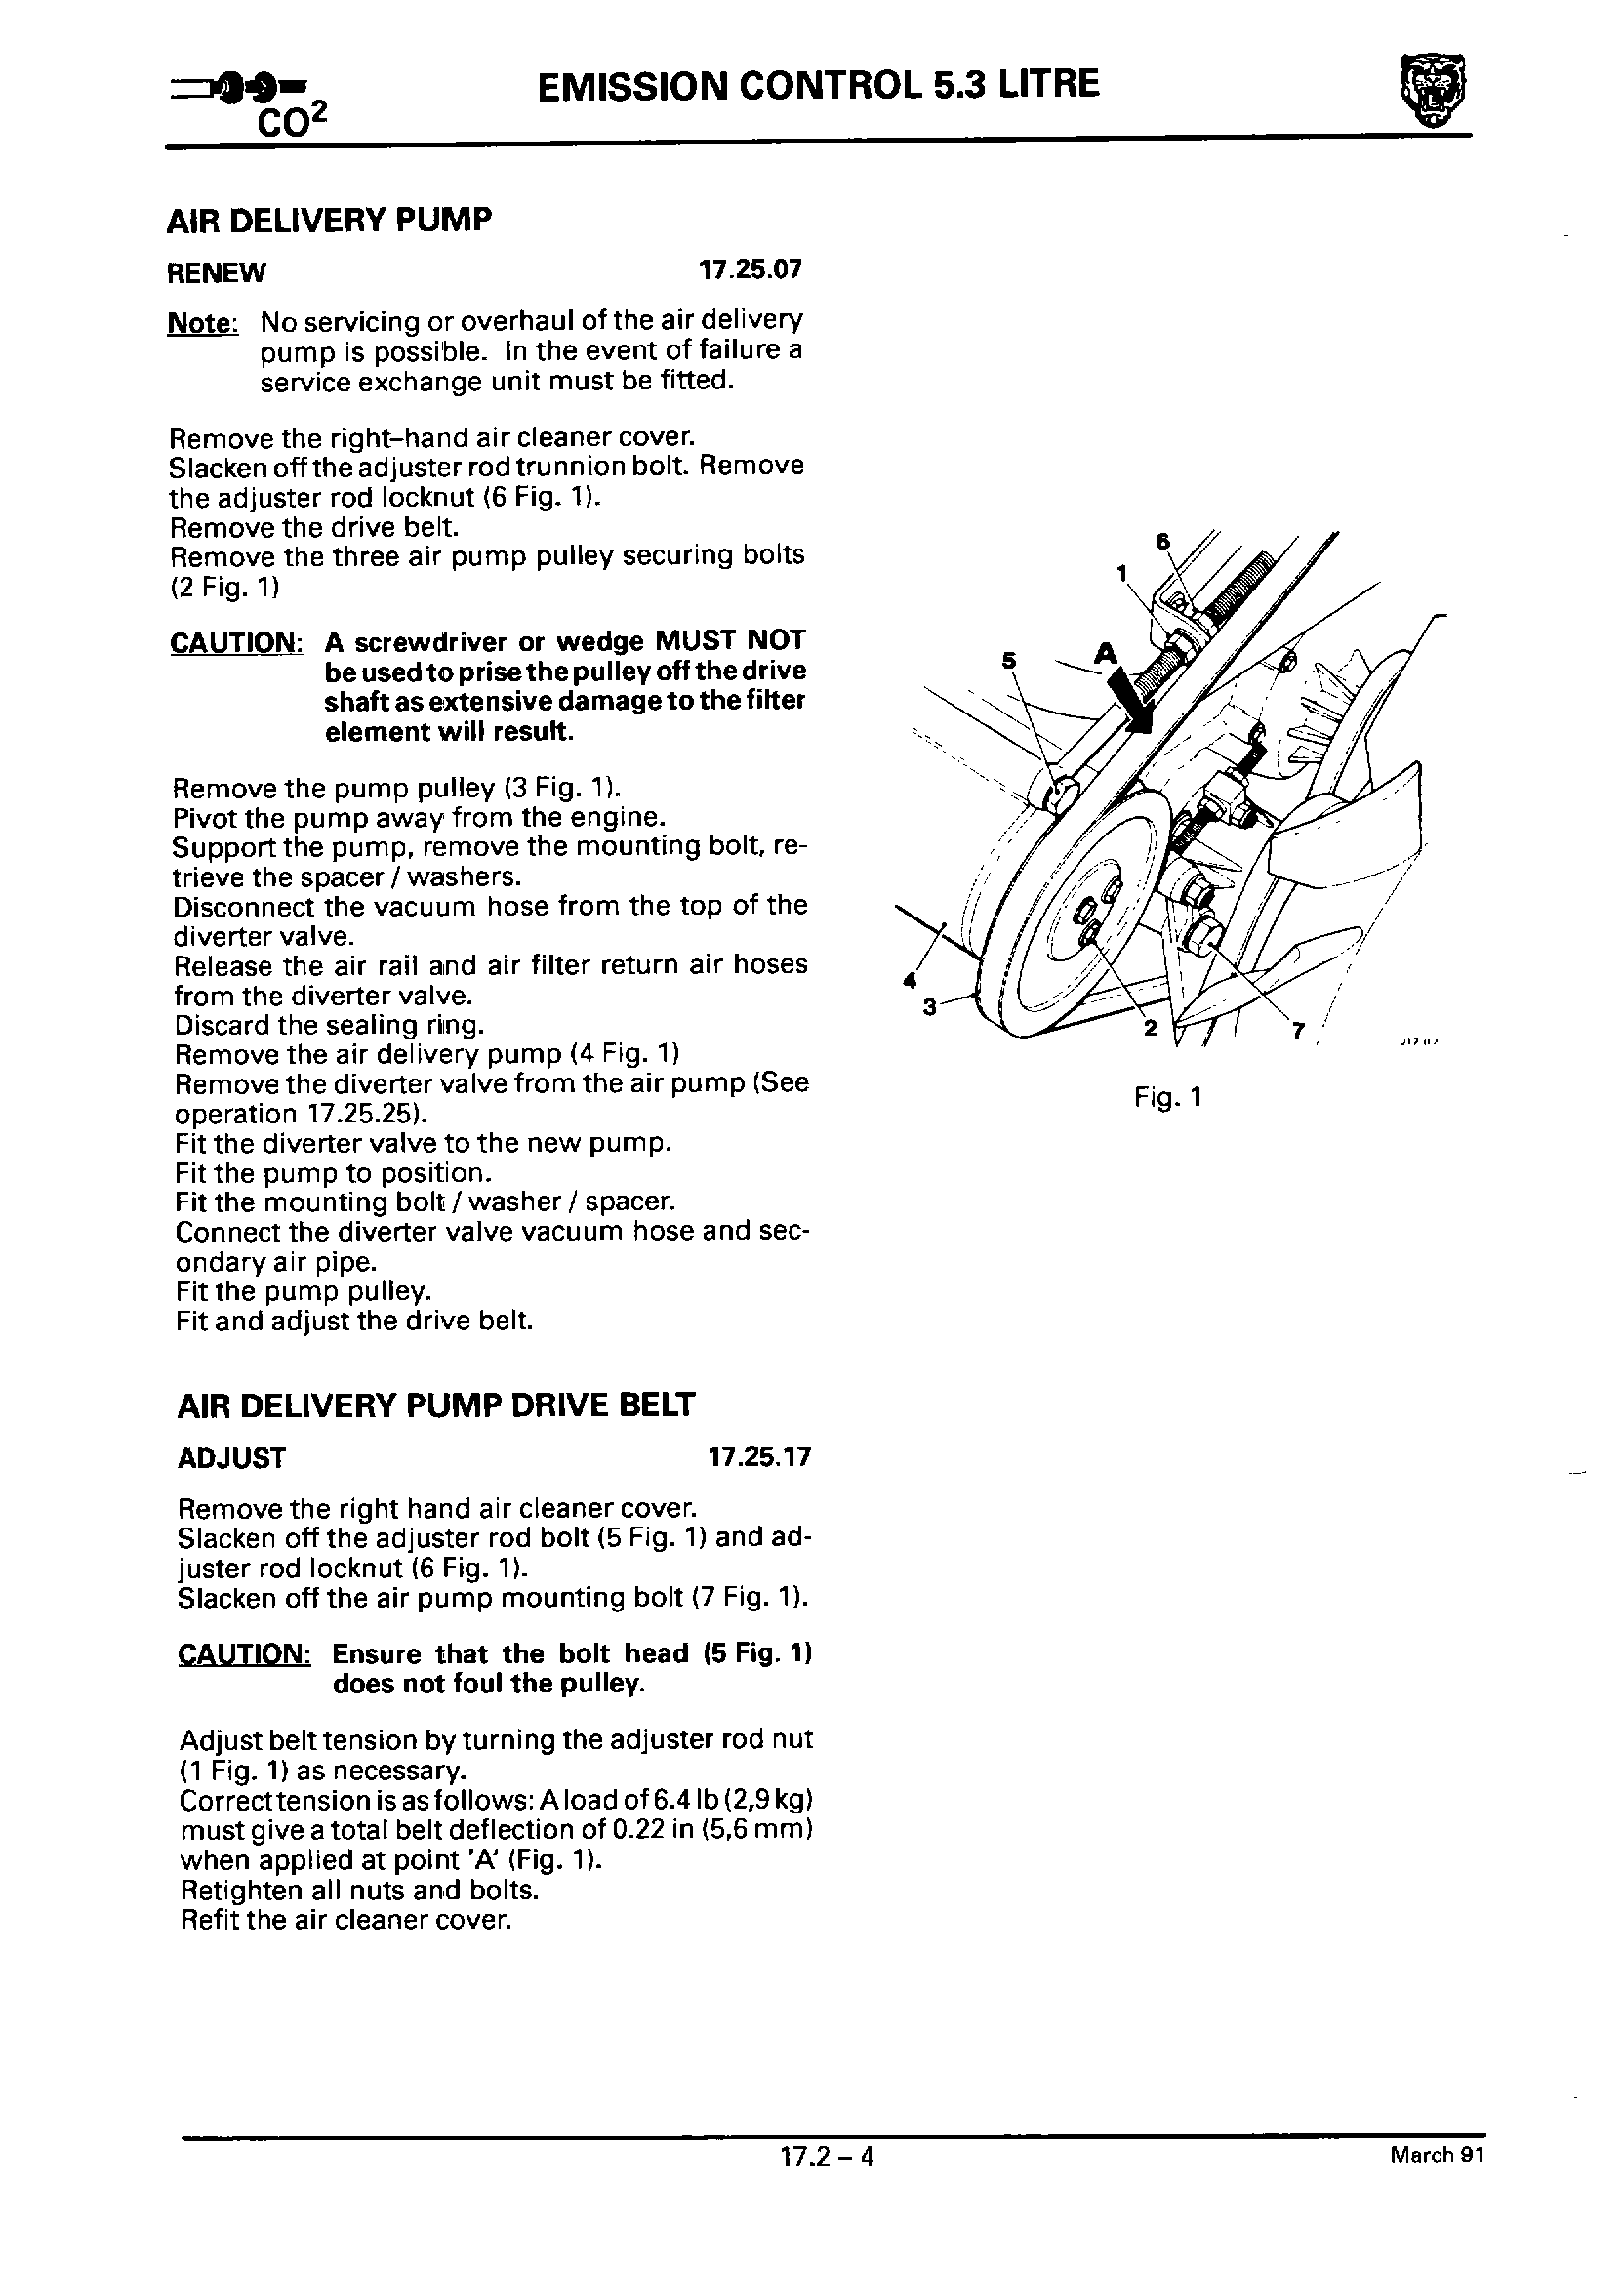 EMISSION CONTROL 5.3 LITRE
CO²
AIR DELIVERY PUMP
RENEW 17.25.07
Note: No servicing or overhaul of the air delivery
pump is possible. In the event of failure a
service exchange unit must be fitted.
Remove the right–hand air cleaner cover.
Slacken off the adjuster rod trunnion bolt. Remove
the adjuster rod locknut (6 Fig. 1).
Remove the drive belt.
Remove the three air pump pulley securing bolts
(2 Fig. 1)
CAUTION: A screwdriver or wedge MUST NOT
be used to prise the pulley off the drive
shaft as extensive damage to the filter
element will result.
Remove the pump pulley (3 Fig. 1).
Pivot the pump away from the engine.
Support the pump, remove the mounting bolt, re-
trieve the spacer / washers.
Disconnect the vacuum hose from the top of the
diverter valve.
Release the air rail and air filter return air hoses
from the diverter valve.
Discard the sealing ring.
Remove the air delivery pump (4 Fig. 1)
Remove the diverter valve from the air pump (See
operation 17.25.25).
Fit the diverter valve to the new pump.
Fit the pump to position.
Fit the mounting bolt / washer / spacer.
Connect the diverter valve vacuum hose and sec-
ondary air pipe.
Fit the pump pulley.
Fit and adjust the drive belt.
AIR DELIVERY PUMP DRIVE BELT
ADJUST 17.25.17
Remove the right hand air cleaner cover.
Slacken off the adjuster rod bolt (5 Fig. 1) and ad-
juster rod locknut (6 Fig. 1).
Slacken off the air pump mounting bolt (7 Fig. 1).
CAUTION: Ensure that the bolt head (5 Fig. 1)
does not foul the pulley.
Adjust belt tension by turning the adjuster rod nut
(1 Fig. 1) as necessary.
Correct tension is as follows: A load of 6.4 lb (2,9 kg)
must give a total belt deflection of 0.22 in (5,6 mm)
when applied at point 'A' (Fig. 1).
Retighten all nuts and bolts.
Refit the air cleaner cover.
6
1
5
A
4
3
2
7
Fig. 1
17.2 – 4
March 91